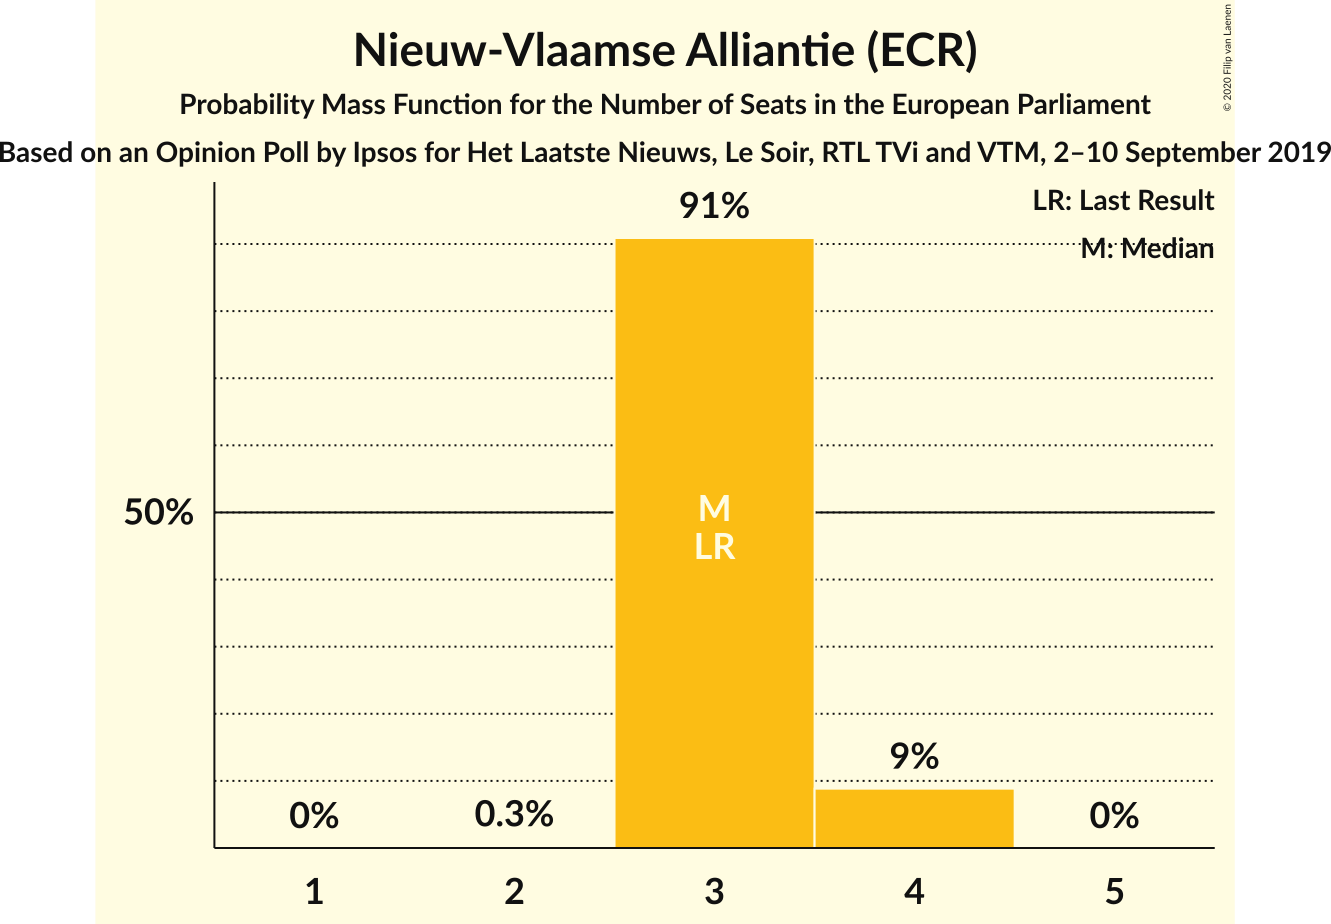 Nieuw-Vlaamse Alliantie (ECR)
Probability Mass Function for the Number of Seats in the European Parliament
Based on an Opinion Poll by Ipsos for Het Laatste Nieuws, Le Soir, RTL TVi and VTM, 2–10 September 2019
© 2020 Filip van Laenen
LR: Last Result
M: Median
91%
50%
M
LR
9%
0%
0.3%
0%
1
2
3
4
5